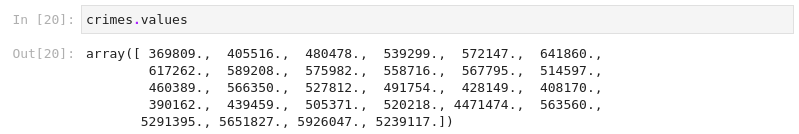 In [20]: crimes.values
Out[20]: array([ 369809., 405516., 480478., 539299., 572147., 641860.,
617262., 589208., 575982., 558716., 567795., 514597.,
460389., 566350., 527812., 491754., 428149., 408170.,
390162., 439459., 505371., 520218., 4471474., 563560.,
5291395., 5651827., 5926047., 5239117.])